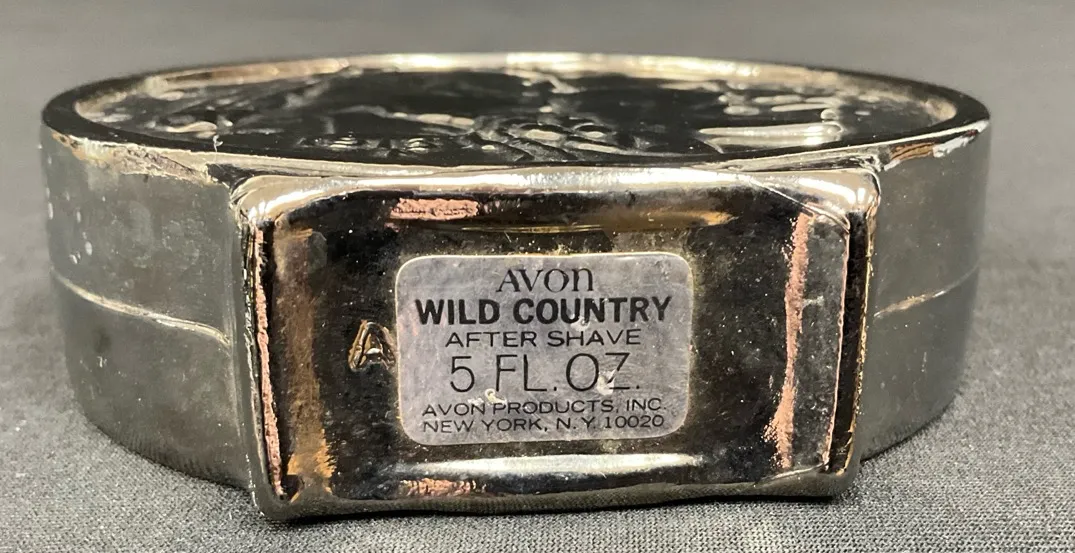 AVON
WILD COUNTRY
AFTER SHAVE
5 FL.OZ.
AVON PRODUCTS, INC.
NEW YORK, N.Y. 10020
A